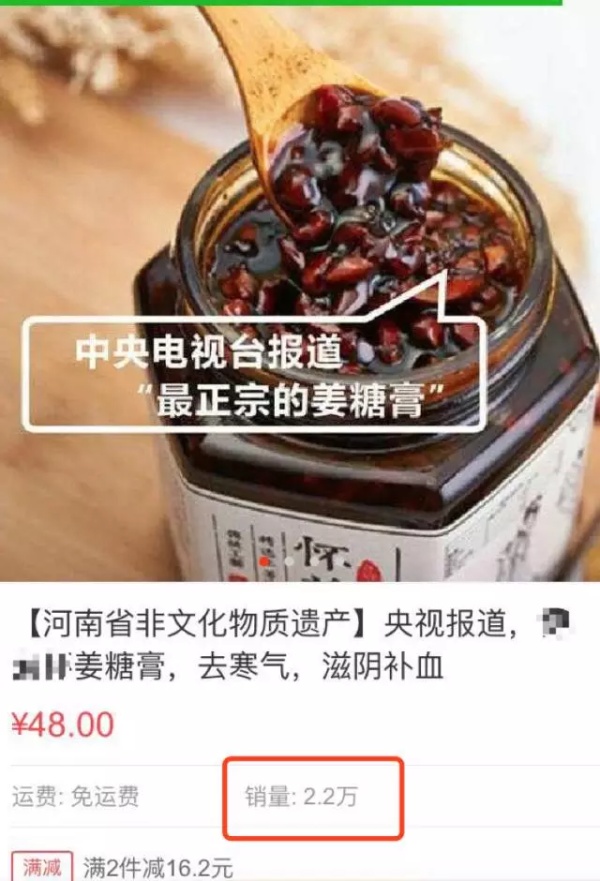 中央电视台报道
“最正宗的姜糖膏”
怀
【河南省非文化物质遗产】央视报道，
姜糖膏，去寒气，滋阴补血
¥48.00
运费: 免运费
销量: 2.2万
满减 满2件减16.2元